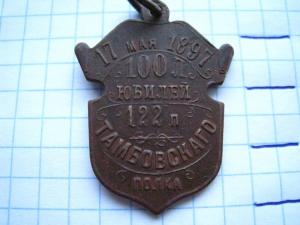 17 МАЯ 1897
100 Л.
ЮБИЛЕЙ
122 П.
ТАМБОВСКАГО
ПОЛКА